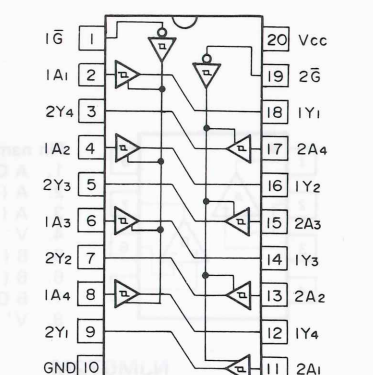 1G̅ 1 20 Vcc
1A1 2 19 2G̅
2Y4 3 18 1Y1
1A2 4 17 2A4
2Y3 5 16 1Y2
1A3 6 15 2A3
2Y2 7 14 1Y3
1A4 8 13 2A2
2Y1 9 12 1Y4
GND 10 11 2A1